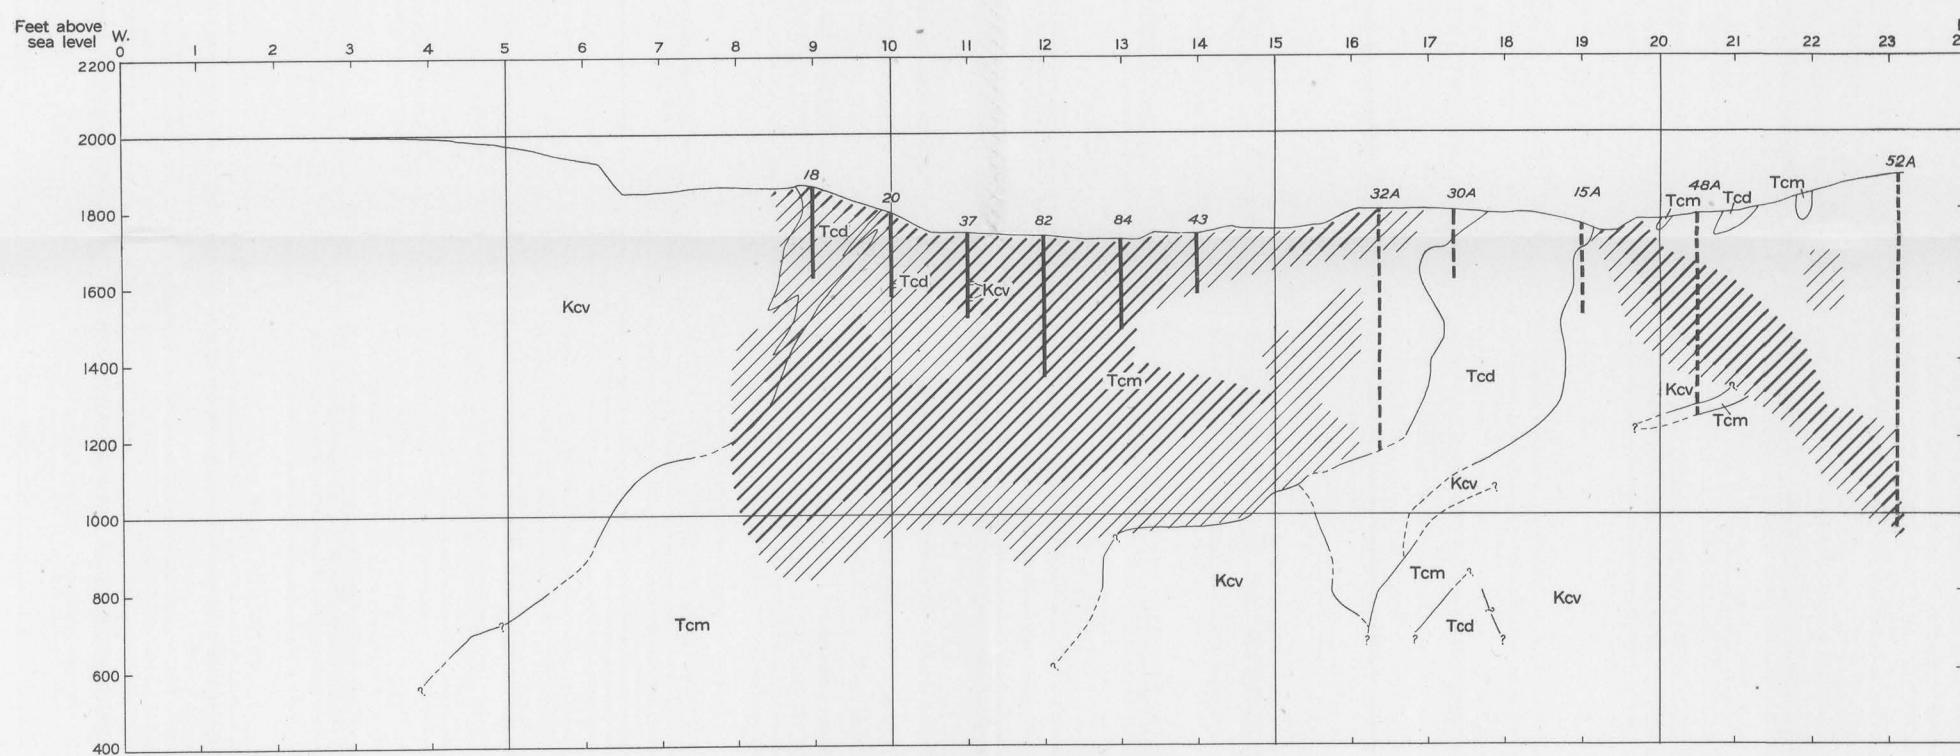 Feet above
sea level
W.
0 1 2 3 4 5 6 7 8 9 10 11 12 13 14 15 16 17 18 19 20 21 22 23
2200
2000
1800
1600
1400
1200
1000
800
600
400
18 20 37 82 84 43 32A 30A 15A 48A 52A
Tcm Tcd Tcm
Tcd
Tcd
Kcv
Kcv
Tcm
Tcd
Kcv
Tcm
?
?
Kcv
?
?
Tcm
Kcv
Tcm
?
Kcv
?
Tcm
?
Tcd
?
?
?
?
?